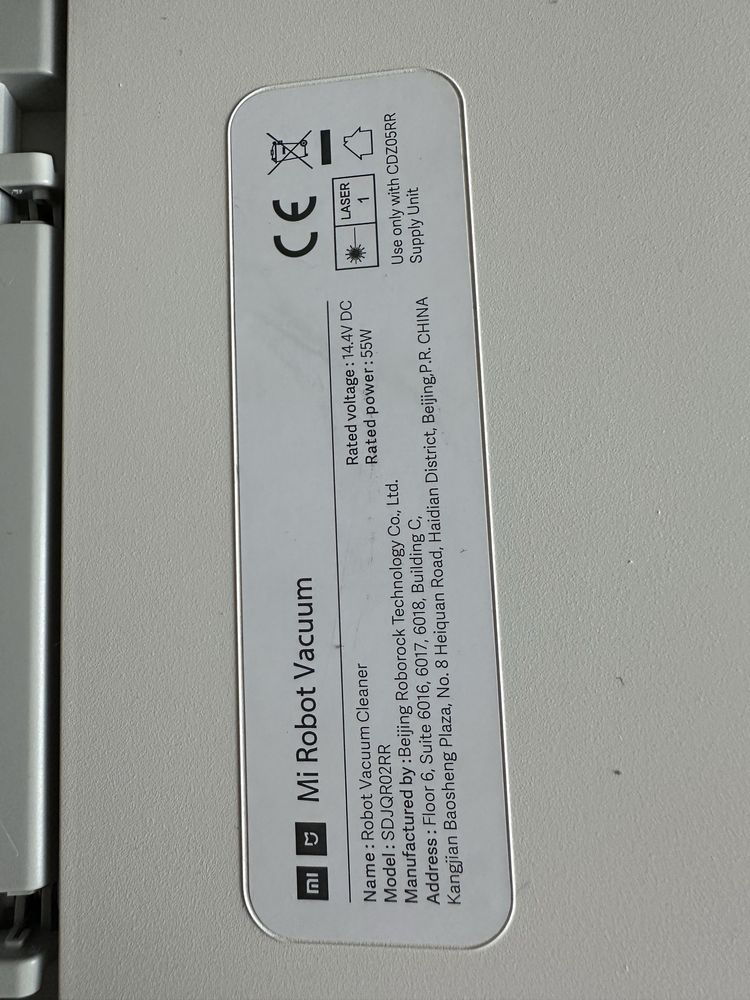 mi Mi Robot Vacuum
Name : Robot Vacuum Cleaner
Model : SDJQR02RR
Manufactured by : Beijing Roborock Technology Co., Ltd.
Address : Floor 6, Suite 6016, 6017, 6018, Building C,
Kangjian Baosheng Plaza, No. 8 Heiquan Road, Haidian District, Beijing,P.R. CHINA
Rated voltage : 14.4V DC
Rated power : 55W
CE
LASER
1
Use only with CDZ05RR
Supply Unit